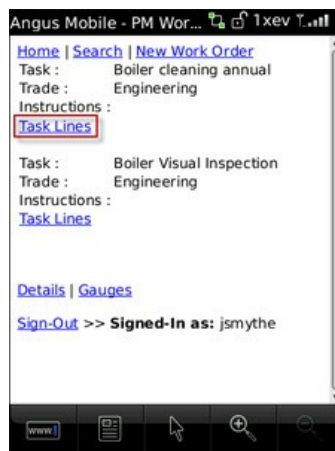 Angus Mobile - PM Wor... 1xev
Home | Search | New Work Order
Task : Boiler cleaning annual
Trade : Engineering
Instructions :
Task Lines
Task : Boiler Visual Inspection
Trade : Engineering
Instructions :
Task Lines
Details | Gauges
Sign-Out >> Signed-In as: jsmythe
www